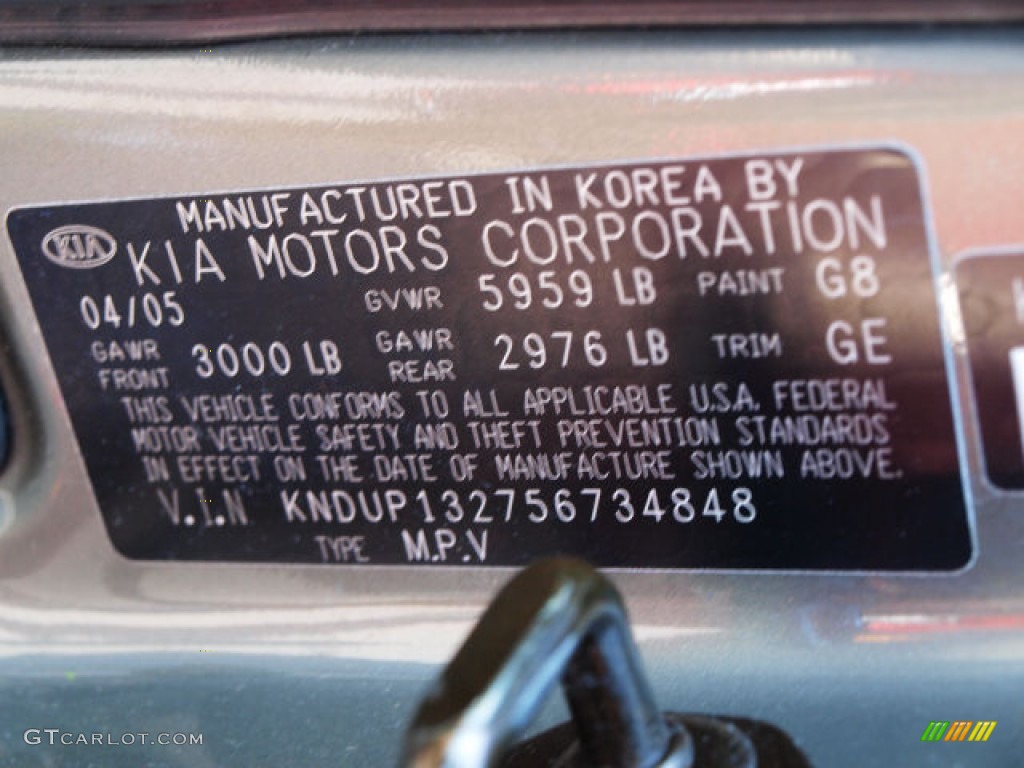 MANUFACTURED IN KOREA BY
KIA KIA MOTORS CORPORATION
04/05 GVWR 5959 LB PAINT G8
GAWR FRONT 3000 LB GAWR REAR 2976 LB TRIM GE
THIS VEHICLE CONFORMS TO ALL APPLICABLE U.S.A. FEDERAL
MOTOR VEHICLE SAFETY AND THEFT PREVENTION STANDARDS
IN EFFECT ON THE DATE OF MANUFACTURE SHOWN ABOVE.
V.I.N KNDUP132756734848
TYPE M.P.V
GTCARLOT.COM